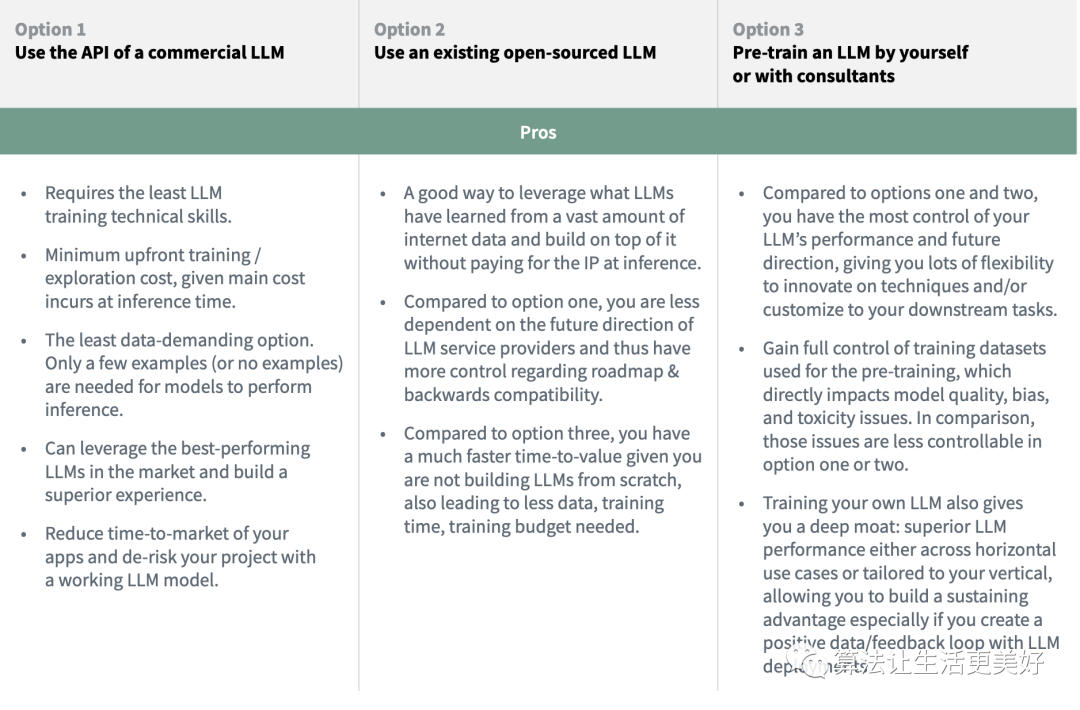 Option 1
Use the API of a commercial LLM
Option 2
Use an existing open-sourced LLM
Option 3
Pre-train an LLM by yourself
or with consultants
Pros
• Requires the least LLM
training technical skills.
• Minimum upfront training /
exploration cost, given main cost
incurs at inference time.
• The least data-demanding option.
Only a few examples (or no examples)
are needed for models to perform
inference.
• Can leverage the best-performing
LLMs in the market and build a
superior experience.
• Reduce time-to-market of your
apps and de-risk your project with
a working LLM model.
• A good way to leverage what LLMs
have learned from a vast amount of
internet data and build on top of it
without paying for the IP at inference.
• Compared to option one, you are less
dependent on the future direction of
LLM service providers and thus have
more control regarding roadmap &
backwards compatibility.
• Compared to option three, you have
a much faster time-to-value given you
are not building LLMs from scratch,
also leading to less data, training
time, training budget needed.
• Compared to options one and two,
you have the most control of your
LLM’s performance and future
direction, giving you lots of flexibility
to innovate on techniques and/or
customize to your downstream tasks.
• Gain full control of training datasets
used for the pre-training, which
directly impacts model quality, bias,
and toxicity issues. In comparison,
those issues are less controllable in
option one or two.
• Training your own LLM also gives
you a deep moat: superior LLM
performance either across horizontal
use cases or tailored to your vertical,
allowing you to build a sustaining
advantage especially if you create a
positive data/feedback loop with LLM
deployments.
算法让生活更美好